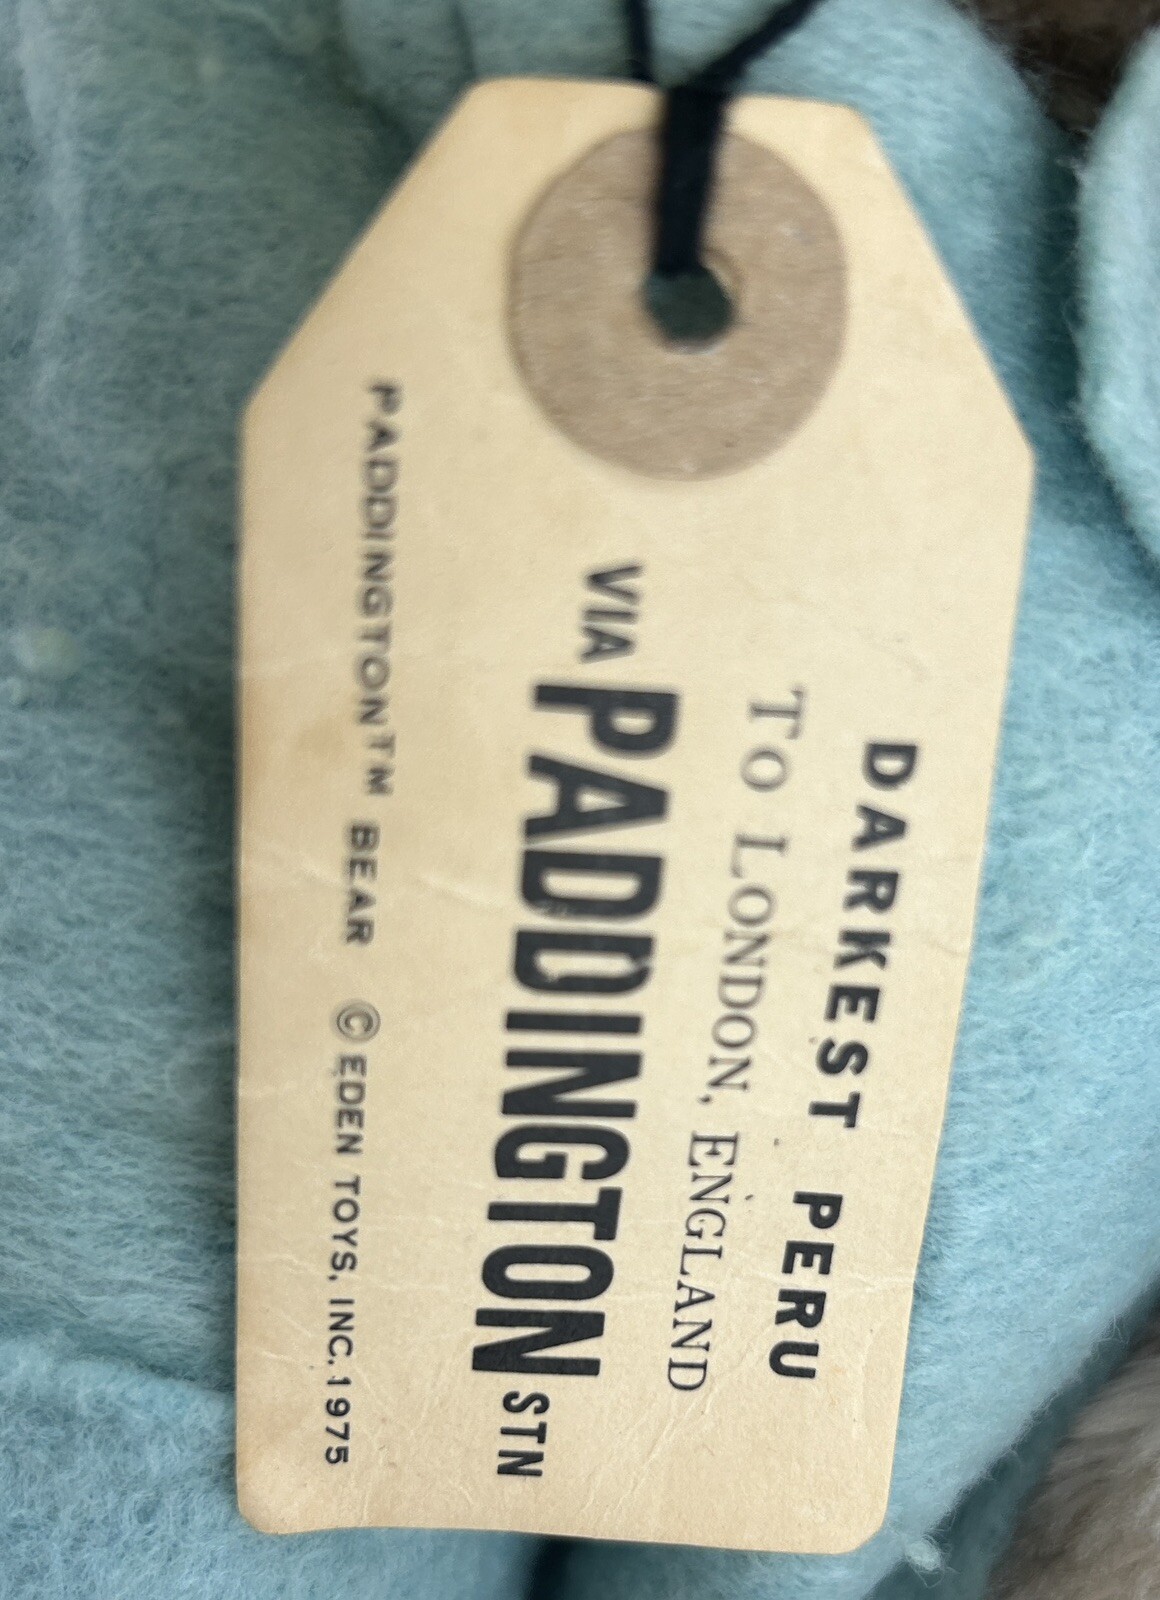 DARKEST PERU
TO LONDON, ENGLAND
VIA PADDINGTON STN
PADDINGTON™ BEAR © EDEN TOYS, INC. 1975